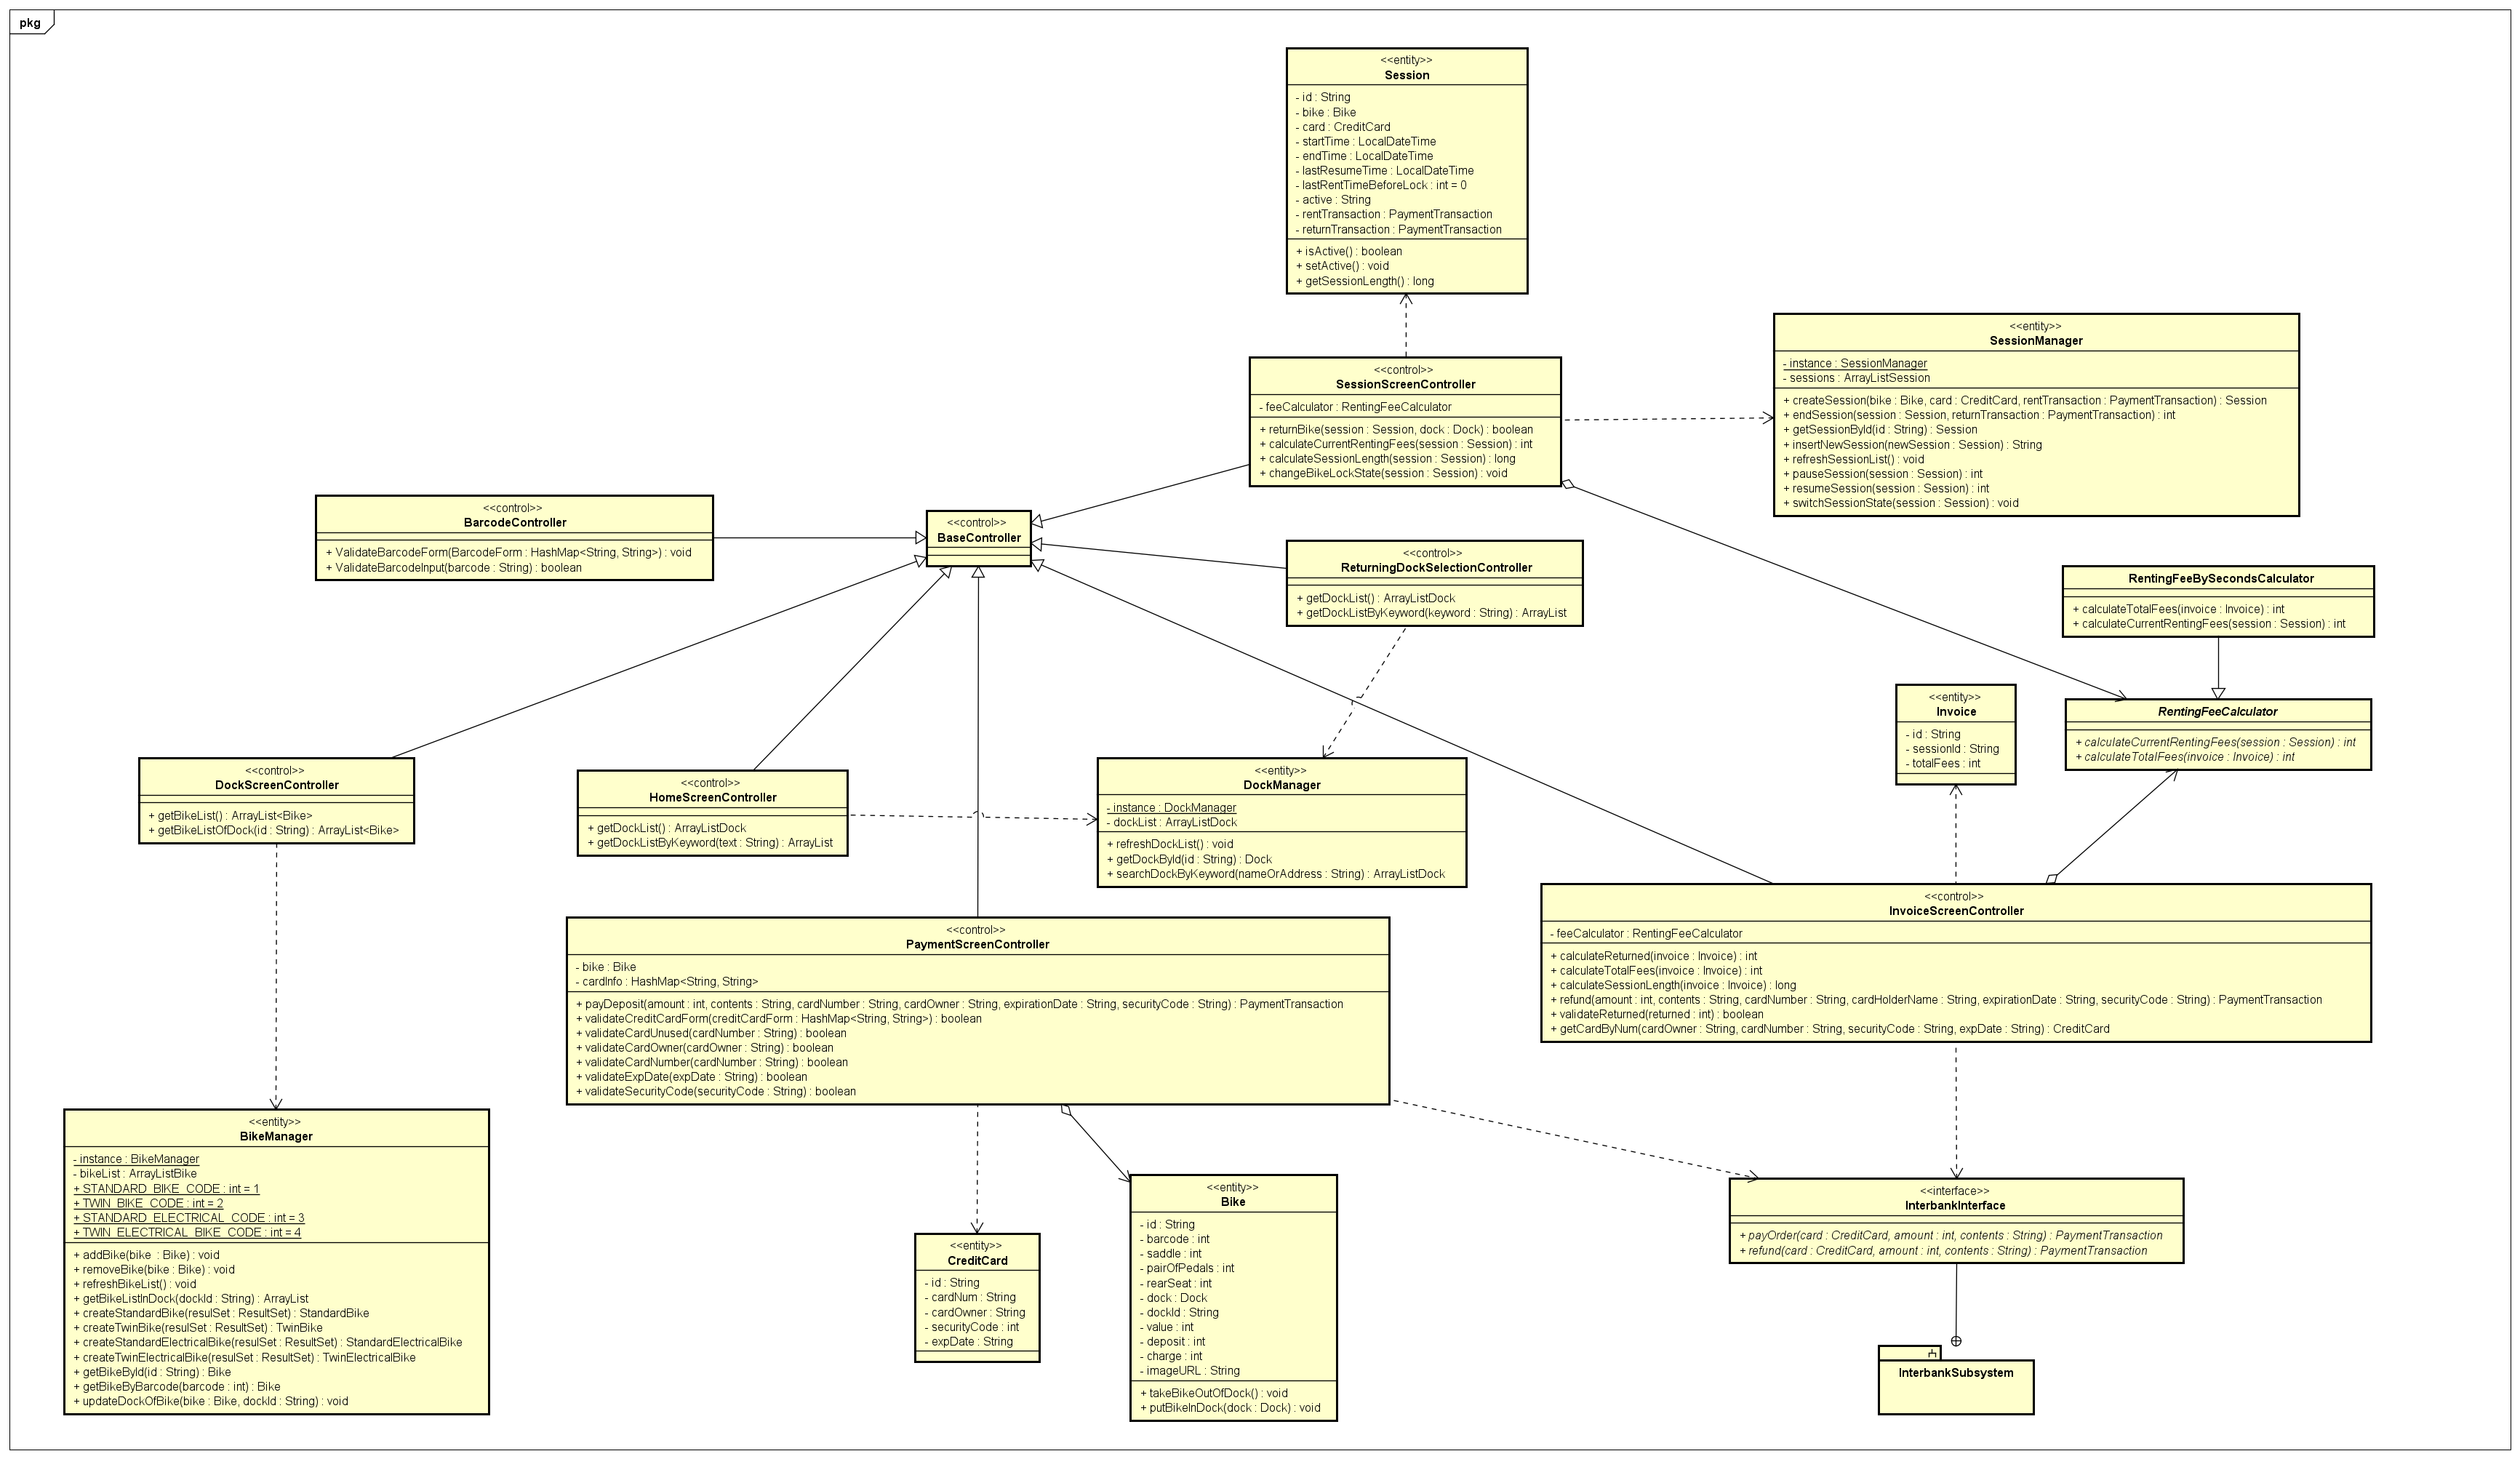 pkg
<<entity>>
Session
- id : String
- bike : Bike
- card : CreditCard
- startTime : LocalDateTime
- endTime : LocalDateTime
- lastResumeTime : LocalDateTime
- lastRentTimeBeforeLock : int = 0
- active : String
- rentTransaction : PaymentTransaction
- returnTransaction : PaymentTransaction
+ isActive() : boolean
+ setActive() : void
+ getSessionLength() : long
<<entity>>
SessionManager
- instance : SessionManager
- sessions : ArrayListSession
+ createSession(bike : Bike, card : CreditCard, rentTransaction : PaymentTransaction) : Session
+ endSession(session : Session, returnTransaction : PaymentTransaction) : int
+ getSessionById(id : String) : Session
+ insertNewSession(newSession : Session) : String
+ refreshSessionList() : void
+ pauseSession(session : Session) : int
+ resumeSession(session : Session) : int
+ switchSessionState(session : Session) : void
<<control>>
SessionScreenController
- feeCalculator : RentingFeeCalculator
+ returnBike(session : Session, dock : Dock) : boolean
+ calculateCurrentRentingFees(session : Session) : int
+ calculateSessionLength(session : Session) : long
+ changeBikeLockState(session : Session) : void
<<control>>
BarcodeController
+ ValidateBarcodeForm(BarcodeForm : HashMap<String, String>) : void
+ ValidateBarcodeInput(barcode : String) : boolean
<<control>>
BaseController
<<control>>
ReturningDockSelectionController
+ getDockList() : ArrayListDock
+ getDockListByKeyword(keyword : String) : ArrayList
RentingFeeBySecondsCalculator
+ calculateTotalFees(invoice : Invoice) : int
+ calculateCurrentRentingFees(session : Session) : int
<<entity>>
Invoice
- id : String
- sessionId : String
- totalFees : int
RentingFeeCalculator
+ calculateCurrentRentingFees(session : Session) : int
+ calculateTotalFees(invoice : Invoice) : int
<<control>>
DockScreenController
+ getBikeList() : ArrayList<Bike>
+ getBikeListOfDock(id : String) : ArrayList<Bike>
<<control>>
HomeScreenController
+ getDockList() : ArrayListDock
+ getDockListByKeyword(text : String) : ArrayList
<<entity>>
DockManager
- instance : DockManager
- dockList : ArrayListDock
+ refreshDockList() : void
+ getDockById(id : String) : Dock
+ searchDockByKeyword(nameOrAddress : String) : ArrayListDock
<<control>>
InvoiceScreenController
- feeCalculator : RentingFeeCalculator
+ calculateReturned(invoice : Invoice) : int
+ calculateTotalFees(invoice : Invoice) : int
+ calculateSessionLength(invoice : Invoice) : long
+ refund(amount : int, contents : String, cardNumber : String, cardHolderName : String, expirationDate : String, securityCode : String) : PaymentTransaction
+ validateReturned(returned : int) : boolean
+ getCardByNum(cardOwner : String, cardNumber : String, securityCode : String, expDate : String) : CreditCard
<<control>>
PaymentScreenController
- bike : Bike
- cardInfo : HashMap<String, String>
+ payDeposit(amount : int, contents : String, cardNumber : String, cardOwner : String, expirationDate : String, securityCode : String) : PaymentTransaction
+ validateCreditCardForm(creditCardForm : HashMap<String, String>) : boolean
+ validateCardUnused(cardNumber : String) : boolean
+ validateCardOwner(cardOwner : String) : boolean
+ validateCardNumber(cardNumber : String) : boolean
+ validateExpDate(expDate : String) : boolean
+ validateSecurityCode(securityCode : String) : boolean
<<entity>>
BikeManager
- instance : BikeManager
- bikeList : ArrayListBike
+ STANDARD_BIKE_CODE : int = 1
+ TWIN_BIKE_CODE : int = 2
+ STANDARD_ELECTRICAL_CODE : int = 3
+ TWIN_ELECTRICAL_BIKE_CODE : int = 4
+ addBike(bike  : Bike) : void
+ removeBike(bike : Bike) : void
+ refreshBikeList() : void
+ getBikeListInDock(dockId : String) : ArrayList
+ createStandardBike(resulSet : ResultSet) : StandardBike
+ createTwinBike(resulSet : ResultSet) : TwinBike
+ createStandardElectricalBike(resulSet : ResultSet) : StandardElectricalBike
+ createTwinElectricalBike(resulSet : ResultSet) : TwinElectricalBike
+ getBikeById(id : String) : Bike
+ getBikeByBarcode(barcode : int) : Bike
+ updateDockOfBike(bike : Bike, dockId : String) : void
<<entity>>
CreditCard
- id : String
- cardNum : String
- cardOwner : String
- securityCode : int
- expDate : String
<<entity>>
Bike
- id : String
- barcode : int
- saddle : int
- pairOfPedals : int
- rearSeat : int
- dock : Dock
- dockId : String
- value : int
- deposit : int
- charge : int
- imageURL : String
+ takeBikeOutOfDock() : void
+ putBikeInDock(dock : Dock) : void
<<interface>>
InterbankInterface
+ payOrder(card : CreditCard, amount : int, contents : String) : PaymentTransaction
+ refund(card : CreditCard, amount : int, contents : String) : PaymentTransaction
InterbankSubsystem